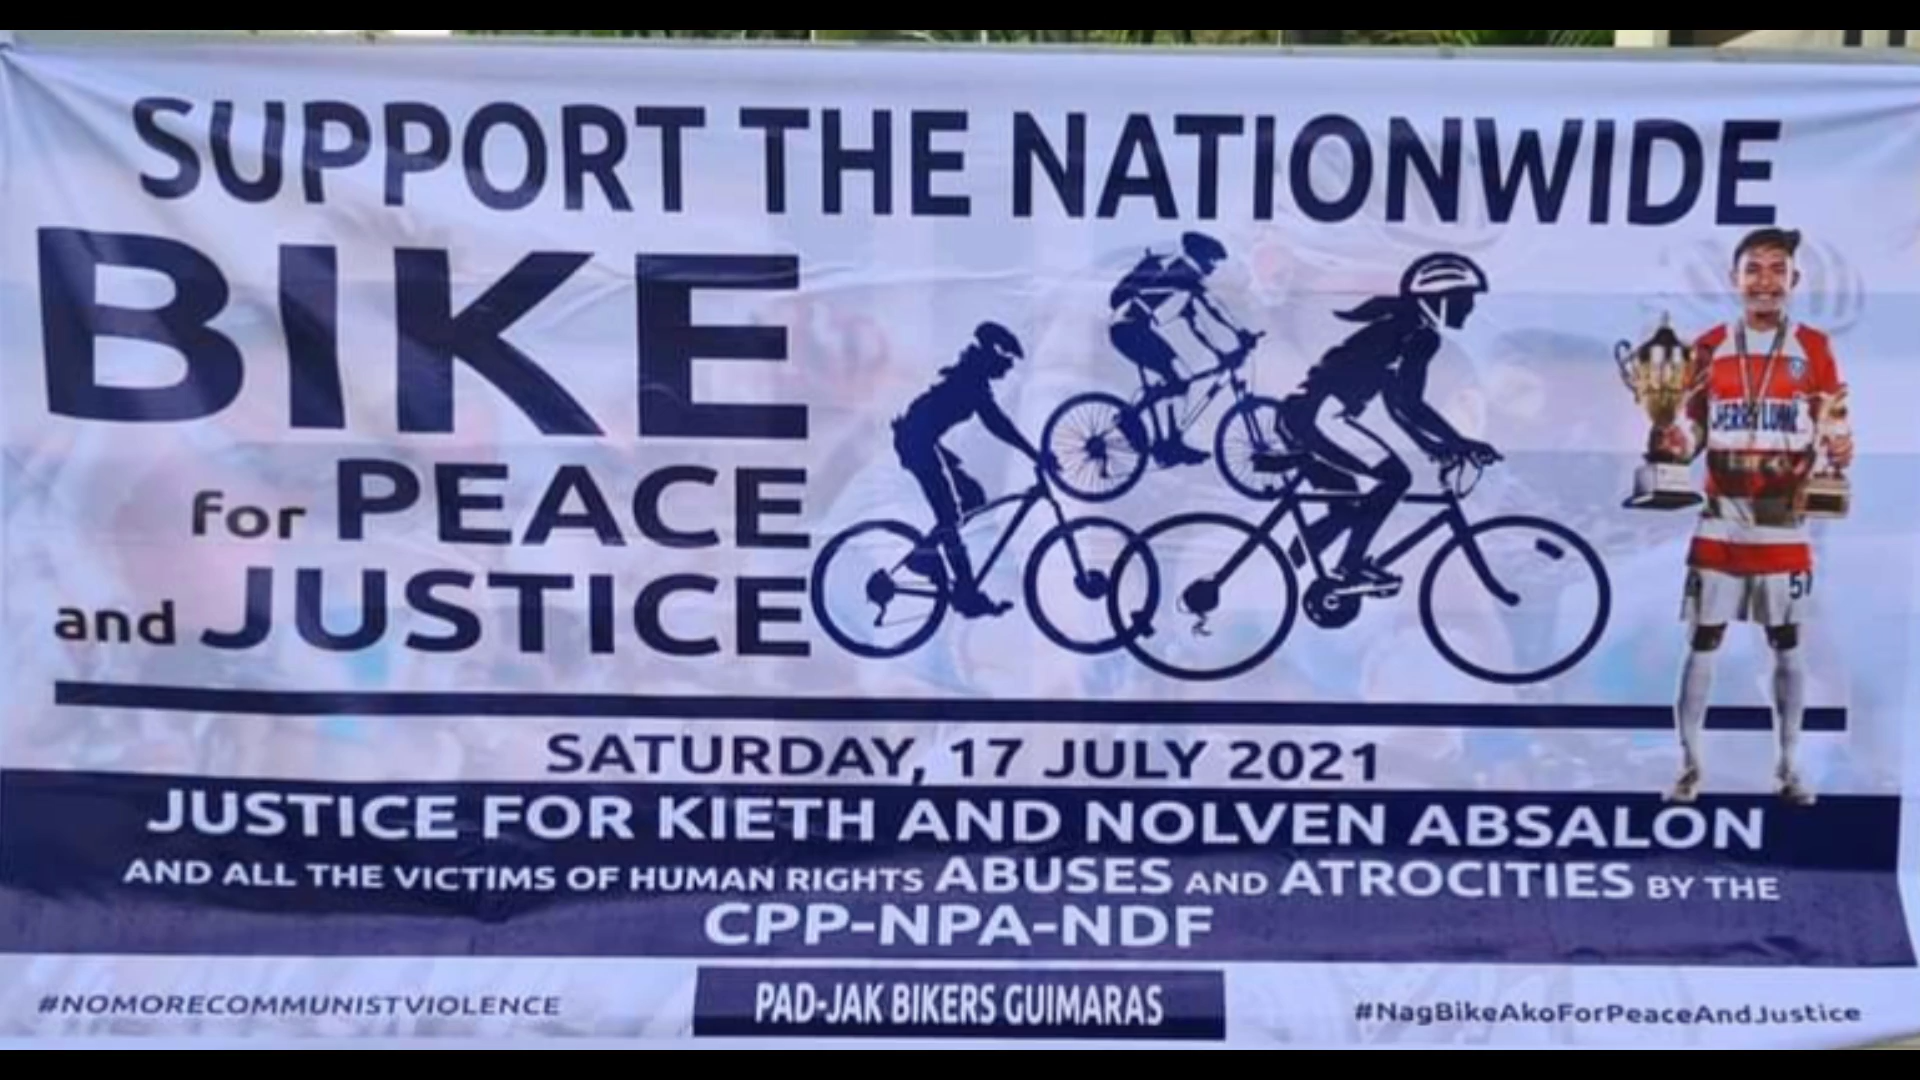 SUPPORT THE NATIONWIDE
BIKE
for PEACE
and JUSTICE
SATURDAY, 17 JULY 2021
JUSTICE FOR KIETH AND NOLVEN ABSALON
AND ALL THE VICTIMS OF HUMAN RIGHTS ABUSES AND ATROCITIES BY THE
CPP-NPA-NDF
#NOMORECOMMUNISTVIOLENCE
PAD-JAK BIKERS GUIMARAS
#NagBikeAkoForPeaceAndJustice
51